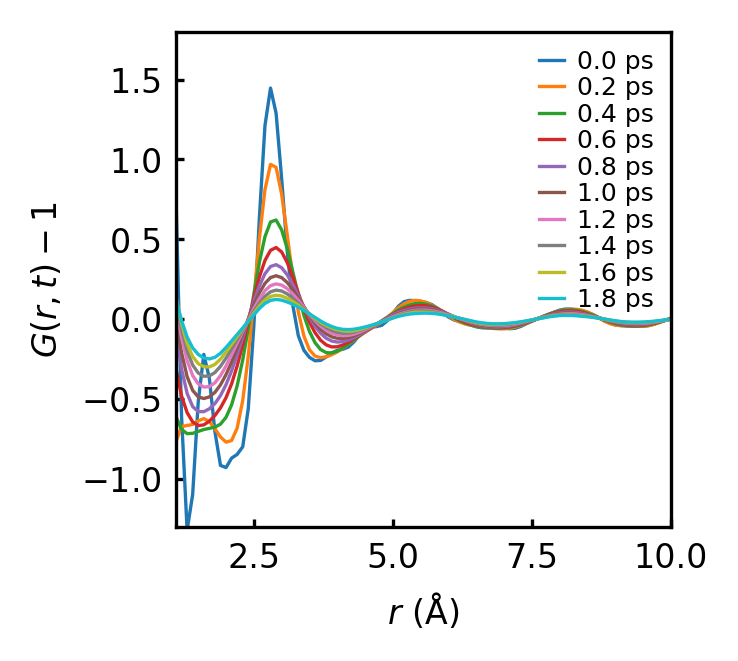 G(r, t) − 1
1.5
1.0
0.5
0.0
−0.5
−1.0
2.5
5.0
7.5
10.0
r (Å)
0.0 ps
0.2 ps
0.4 ps
0.6 ps
0.8 ps
1.0 ps
1.2 ps
1.4 ps
1.6 ps
1.8 ps